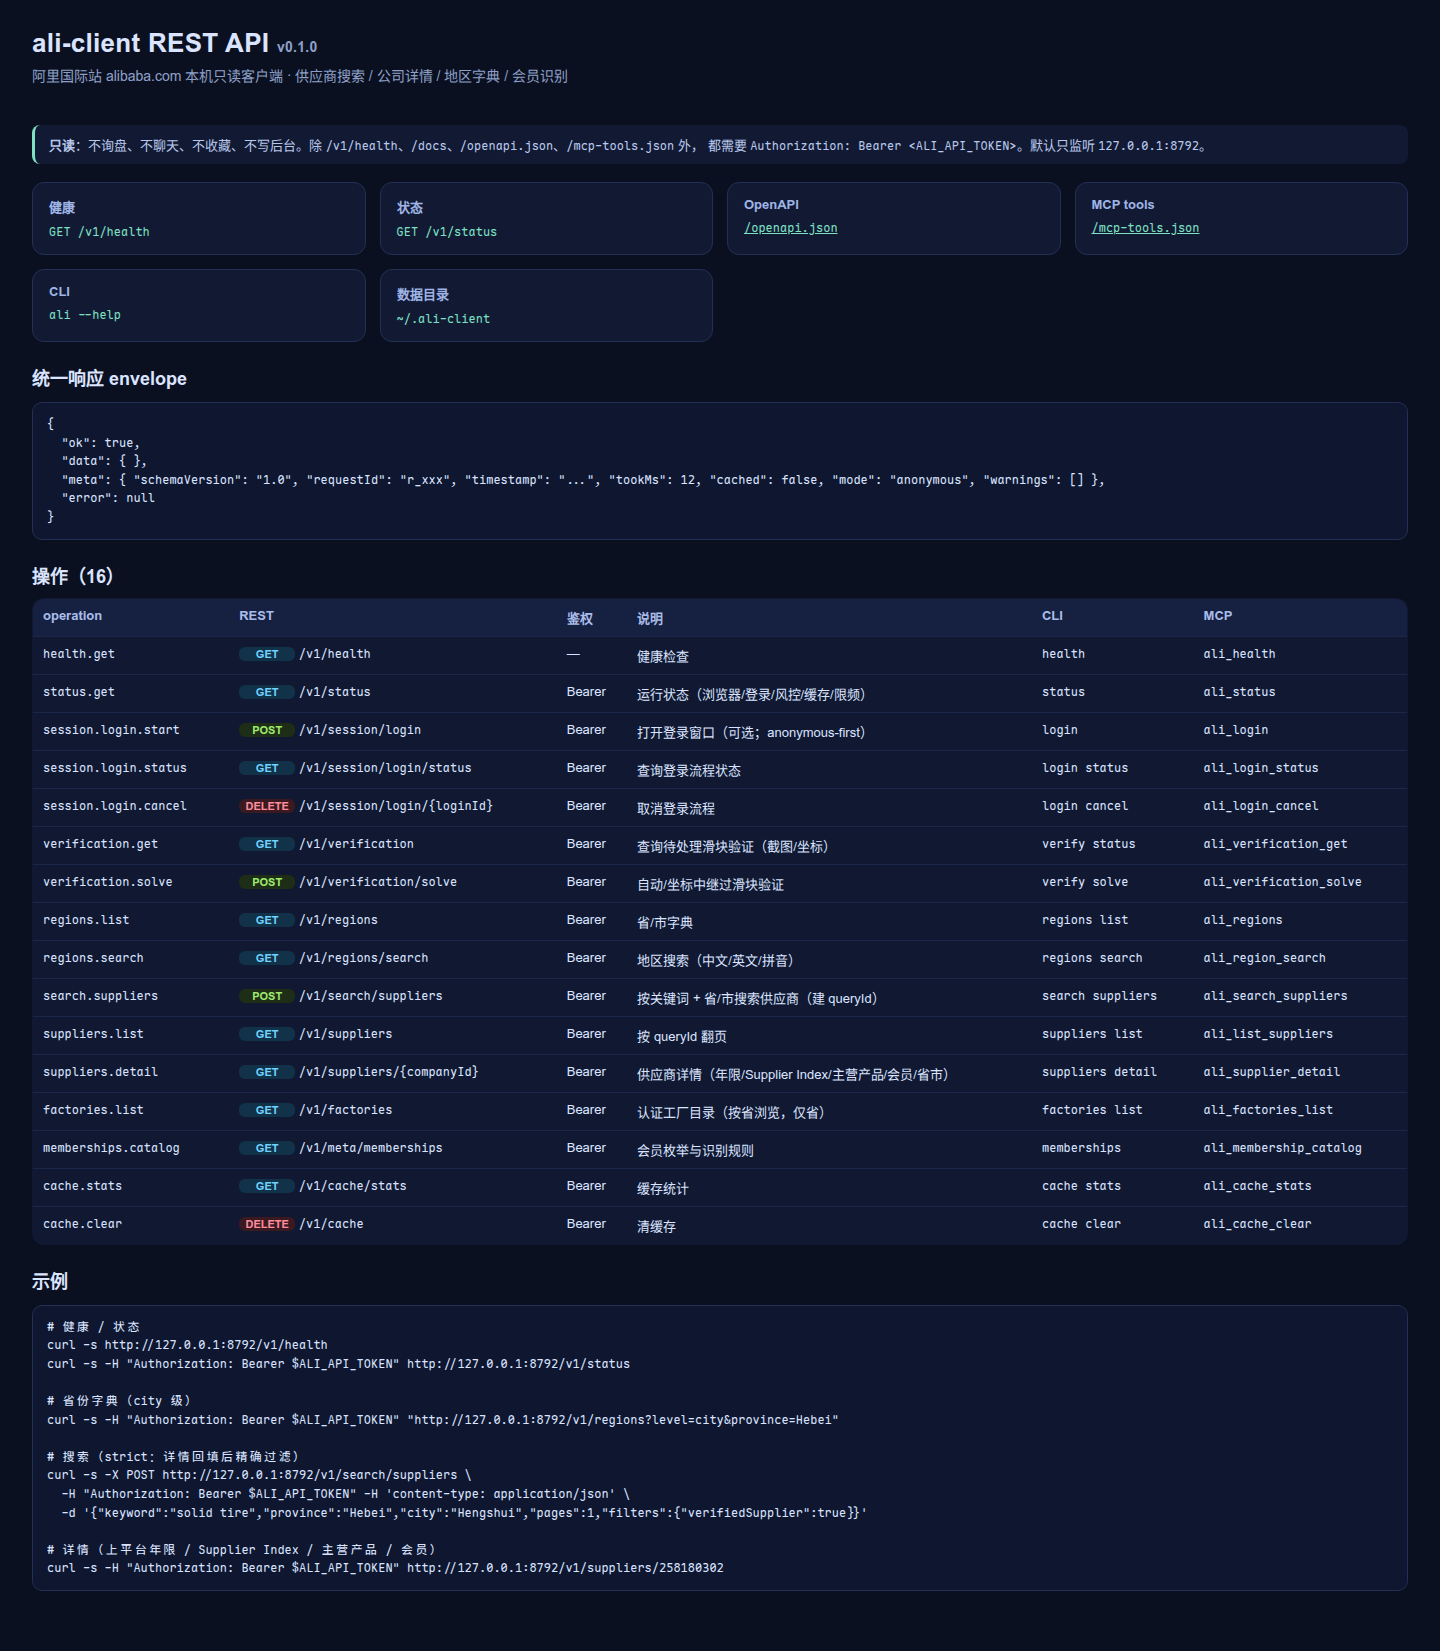 ali-client REST API v0.1.0
阿里国际站 alibaba.com 本机只读客户端 · 供应商搜索 / 公司详情 / 地区字典 / 会员识别
只读：不询盘、不聊天、不收藏、不写后台。除 /v1/health、/docs、/openapi.json、/mcp-tools.json 外， 都需要 Authorization: Bearer <ALI_API_TOKEN>。默认只监听 127.0.0.1:8792。
健康
GET /v1/health
状态
GET /v1/status
OpenAPI
/openapi.json
MCP tools
/mcp-tools.json
CLI
ali --help
数据目录
~/.ali-client
统一响应 envelope
{
  "ok": true,
  "data": { },
  "meta": { "schemaVersion": "1.0", "requestId": "r_xxx", "timestamp": "...", "tookMs": 12, "cached": false, "mode": "anonymous", "warnings": [] },
  "error": null
}
操作（16）
operation REST 鉴权 说明 CLI MCP
health.get GET /v1/health — 健康检查 health ali_health
status.get GET /v1/status Bearer 运行状态（浏览器/登录/风控/缓存/限频） status ali_status
session.login.start POST /v1/session/login Bearer 打开登录窗口（可选；anonymous-first） login ali_login
session.login.status GET /v1/session/login/status Bearer 查询登录流程状态 login status ali_login_status
session.login.cancel DELETE /v1/session/login/{loginId} Bearer 取消登录流程 login cancel ali_login_cancel
verification.get GET /v1/verification Bearer 查询待处理滑块验证（截图/坐标） verify status ali_verification_get
verification.solve POST /v1/verification/solve Bearer 自动/坐标中继过滑块验证 verify solve ali_verification_solve
regions.list GET /v1/regions Bearer 省/市字典 regions list ali_regions
regions.search GET /v1/regions/search Bearer 地区搜索（中文/英文/拼音） regions search ali_region_search
search.suppliers POST /v1/search/suppliers Bearer 按关键词 + 省/市搜索供应商（建 queryId） search suppliers ali_search_suppliers
suppliers.list GET /v1/suppliers Bearer 按 queryId 翻页 suppliers list ali_list_suppliers
suppliers.detail GET /v1/suppliers/{companyId} Bearer 供应商详情（年限/Supplier Index/主营产品/会员/省市） suppliers detail ali_supplier_detail
factories.list GET /v1/factories Bearer 认证工厂目录（按省浏览，仅省） factories list ali_factories_list
memberships.catalog GET /v1/meta/memberships Bearer 会员枚举与识别规则 memberships ali_membership_catalog
cache.stats GET /v1/cache/stats Bearer 缓存统计 cache stats ali_cache_stats
cache.clear DELETE /v1/cache Bearer 清缓存 cache clear ali_cache_clear
示例
# 健康 / 状态
curl -s http://127.0.0.1:8792/v1/health
curl -s -H "Authorization: Bearer $ALI_API_TOKEN" http://127.0.0.1:8792/v1/status
# 省份字典（city 级）
curl -s -H "Authorization: Bearer $ALI_API_TOKEN" "http://127.0.0.1:8792/v1/regions?level=city&province=Hebei"
# 搜索（strict：详情回填后精确过滤）
curl -s -X POST http://127.0.0.1:8792/v1/search/suppliers \
  -H "Authorization: Bearer $ALI_API_TOKEN" -H 'content-type: application/json' \
  -d '{"keyword":"solid tire","province":"Hebei","city":"Hengshui","pages":1,"filters":{"verifiedSupplier":true}}'
# 详情（上平台年限 / Supplier Index / 主营产品 / 会员）
curl -s -H "Authorization: Bearer $ALI_API_TOKEN" http://127.0.0.1:8792/v1/suppliers/258180302